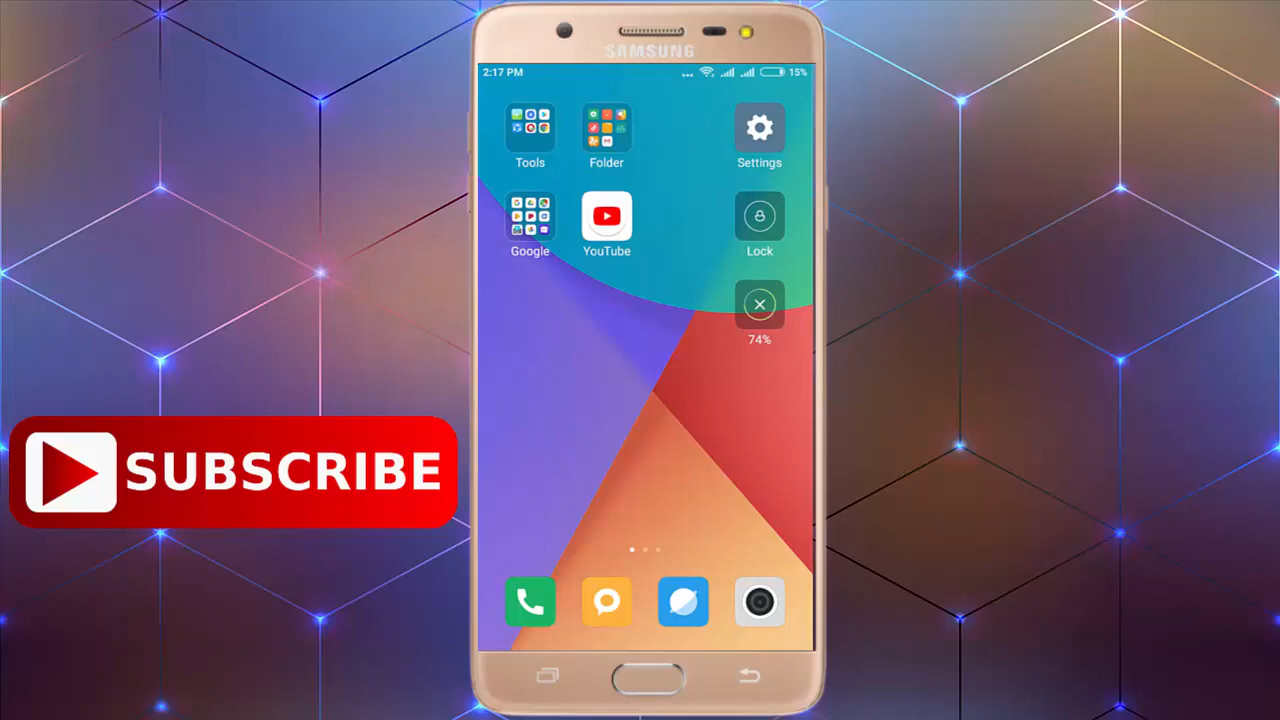 SAMSUNG
2:17 PM
15%
Tools
Folder
Settings
Google
YouTube
Lock
74%
SUBSCRIBE